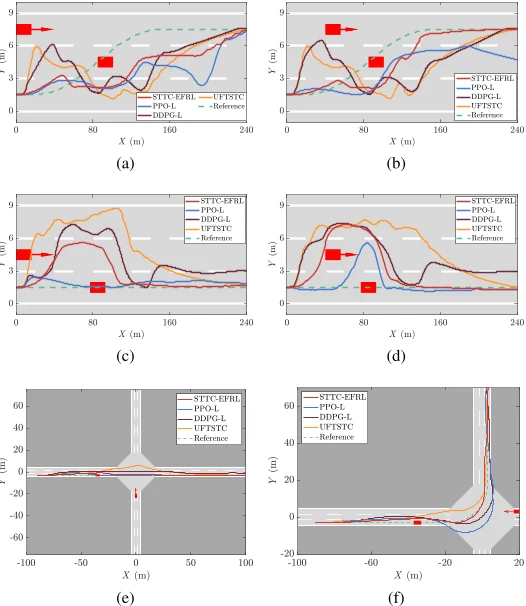 9
6
3
0
Y (m)
STTC-EFRL
PPO-L
DDPG-L
UFTSTC
Reference
0 80 160 240
X (m)
(a)
9
6
3
0
Y (m)
STTC-EFRL
PPO-L
DDPG-L
UFTSTC
Reference
0 80 160 240
X (m)
(b)
9
6
3
0
Y (m)
STTC-EFRL
PPO-L
DDPG-L
UFTSTC
Reference
0 80 160 240
X (m)
(c)
9
6
3
0
Y (m)
STTC-EFRL
PPO-L
DDPG-L
UFTSTC
Reference
0 80 160 240
X (m)
(d)
60
40
20
0
-20
-40
-60
Y (m)
STTC-EFRL
PPO-L
DDPG-L
UFTSTC
Reference
-100 -50 0 50 100
X (m)
(e)
60
40
20
0
-20
Y (m)
STTC-EFRL
PPO-L
DDPG-L
UFTSTC
Reference
-100 -60 -20 20
X (m)
(f)